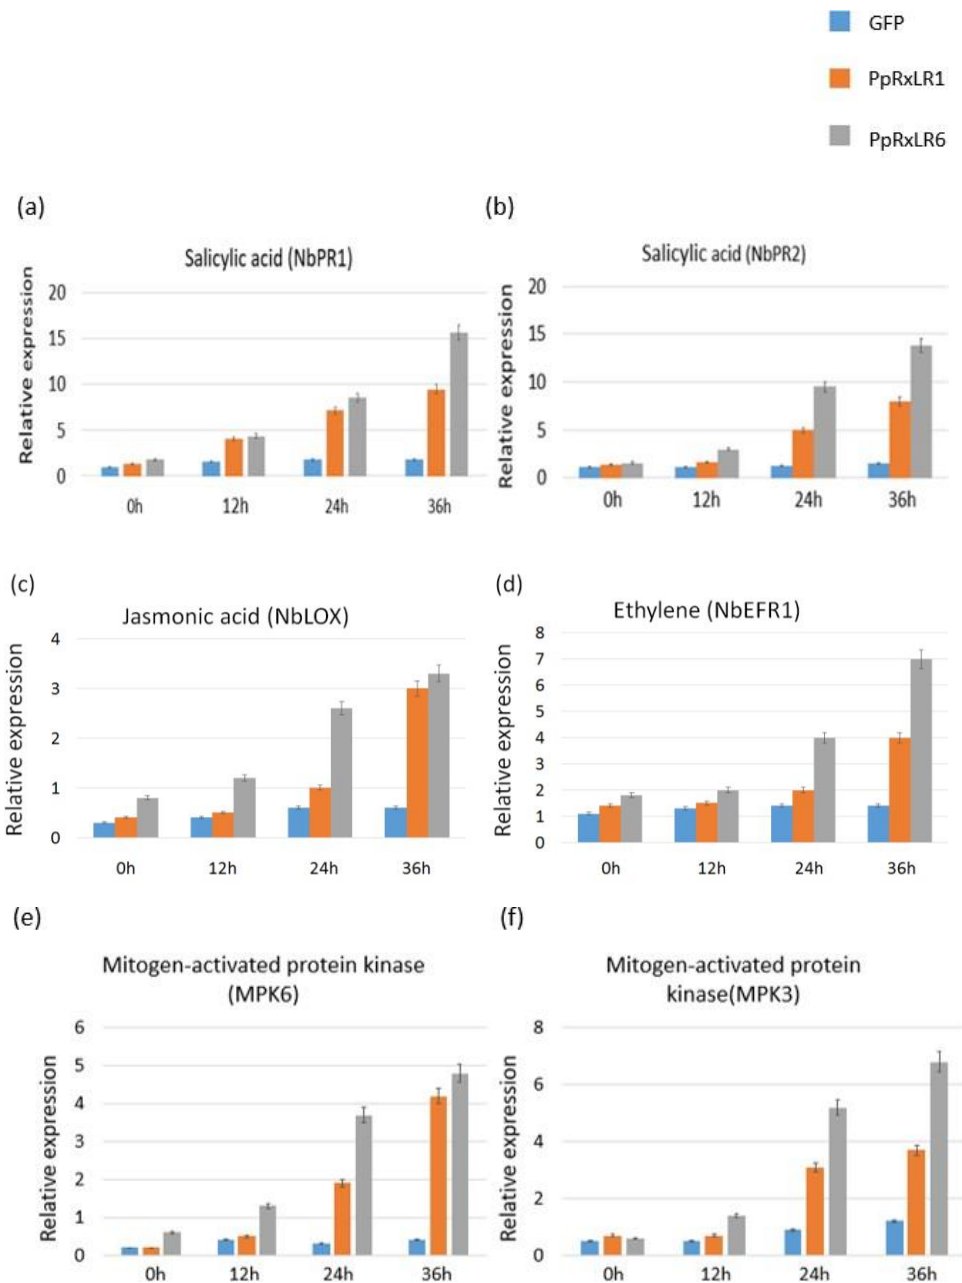 GFP
PpRxLR1
PpRxLR6
(a)
Salicylic acid (NbPR1)
Relative expression
20
15
10
5
0
0h 12h 24h 36h
(b)
Salicylic acid (NbPR2)
Relative expression
20
15
10
5
0
0h 12h 24h 36h
(c)
Jasmonic acid (NbLOX)
Relative expression
4
3
2
1
0
0h 12h 24h 36h
(d)
Ethylene (NbEFR1)
Relative expression
8
7
6
5
4
3
2
1
0
0h 12h 24h 36h
(e)
Mitogen-activated protein kinase
(MPK6)
Relative expression
6
5
4
3
2
1
0
0h 12h 24h 36h
(f)
Mitogen-activated protein
kinase(MPK3)
Relative expression
8
6
4
2
0
0h 12h 24h 36h